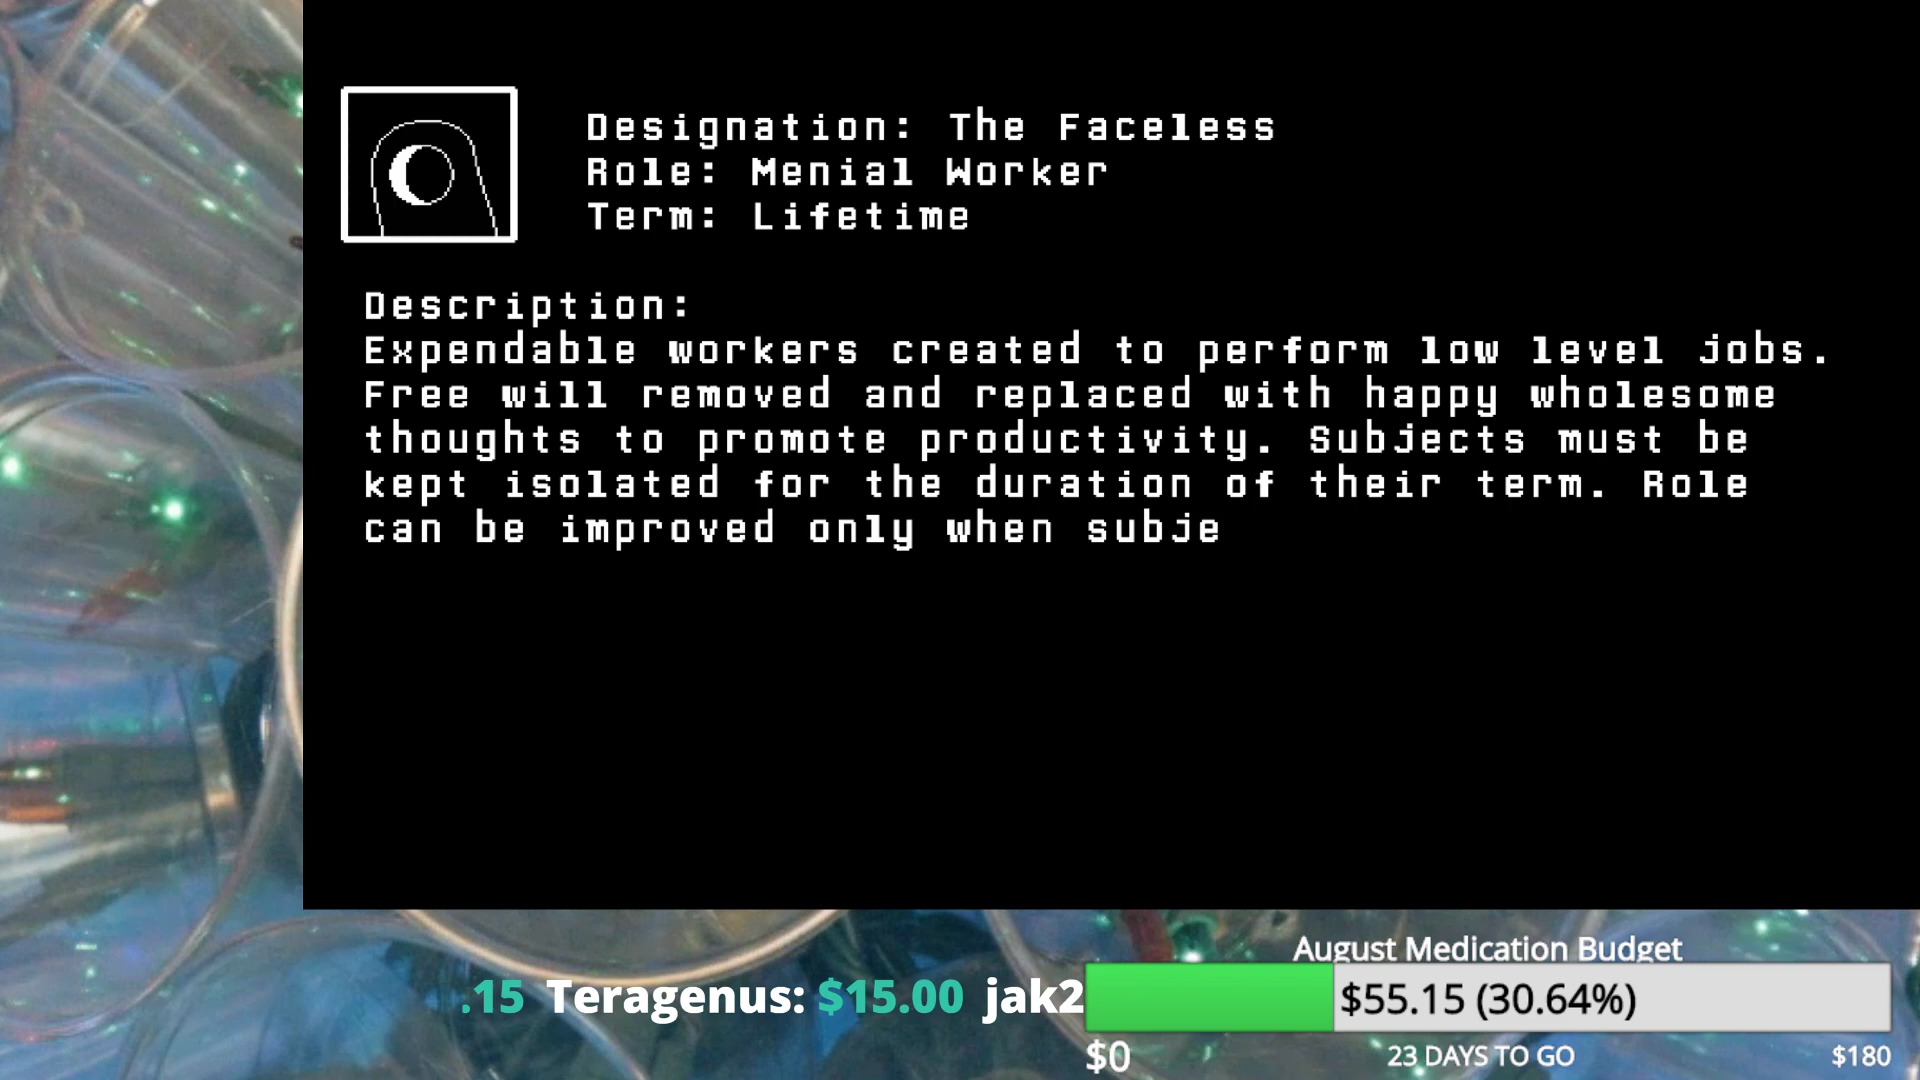 Designation: The Faceless
Role: Menial Worker
Term: Lifetime
Description:
Expendable workers created to perform low level jobs.
Free will removed and replaced with happy wholesome
thoughts to promote productivity. Subjects must be
kept isolated for the duration of their term. Role
can be improved only when subje
August Medication Budget
.15 Teragenus: $15.00 jak2
$55.15 (30.64%)
$0 23 DAYS TO GO $180